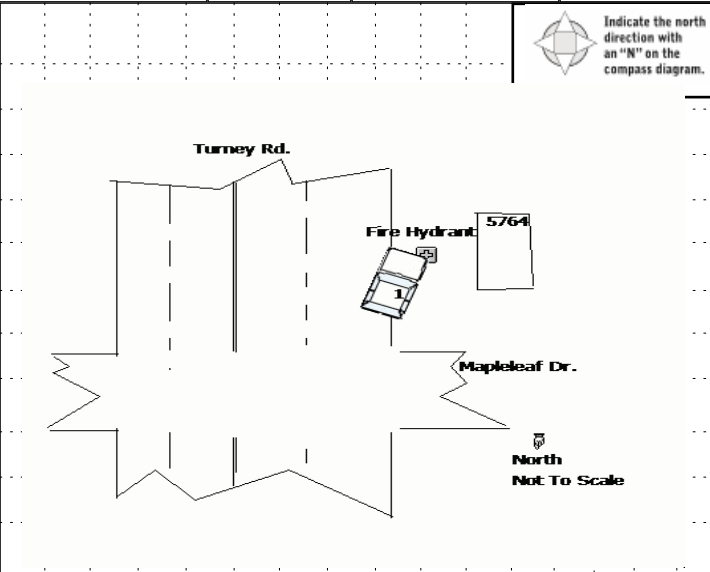 Indicate the north
direction with
an "N" on the
compass diagram.
Turney Rd.
5764
Fire Hydrant
1
Mapleleaf Dr.
North
Not To Scale